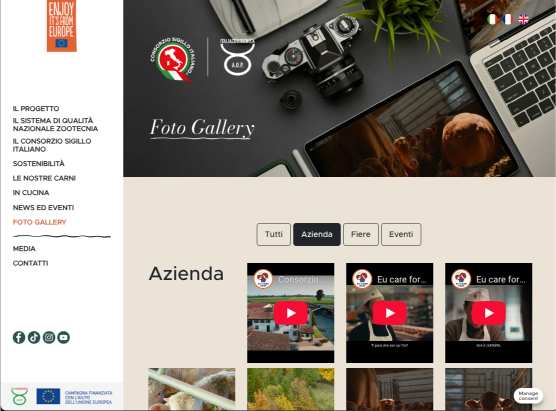 ENJOY
IT'S FROM
EUROPE
IL PROGETTO
IL SISTEMA DI QUALITÀ
NAZIONALE ZOOTECNIA
IL CONSORZIO SIGILLO
ITALIANO
SOSTENIBILITÀ
LE NOSTRE CARNI
IN CUCINA
NEWS ED EVENTI
FOTO GALLERY
MEDIA
CONTATTI
CAMPAGNA FINANZIATA
CON L'AIUTO
DELL'UNIONE EUROPEA
CONSORZIO SIGILLO ITALIANO
A.O.P.
Foto Gallery
Tutti
Azienda
Fiere
Eventi
Azienda
Consorzio
Eu care for...
Eu care for...
Manage
consent